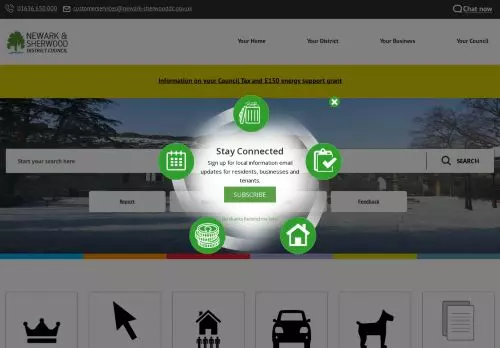 01636 650 000
customerservices@newark-sherwooddc.gov.uk
Chat now
NEWARK &
SHERWOOD
DISTRICT COUNCIL
Your Home
Your District
Your Business
Your Council
Information on your Council Tax and £150 energy support grant
Stay Connected
Sign up for local information email
updates for residents, businesses and
tenants.
SUBSCRIBE
Start your search here
SEARCH
Report
Feedback